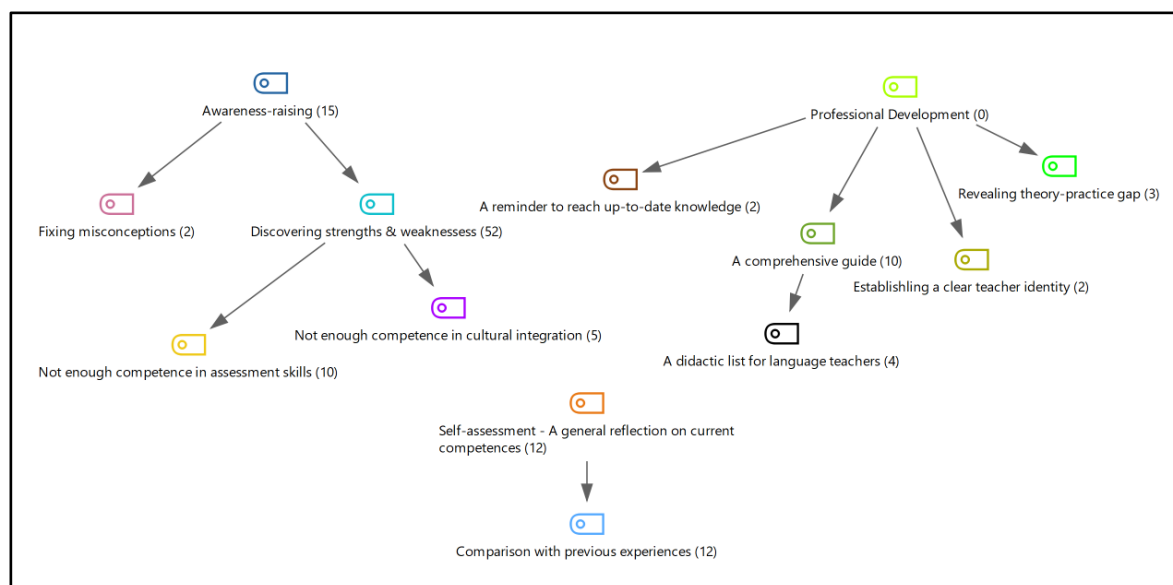 Awareness-raising (15)
Professional Development (0)
Fixing misconceptions (2)
Discovering strengths & weaknessess (52)
A reminder to reach up-to-date knowledge (2)
Revealing theory-practice gap (3)
A comprehensive guide (10)
Establishling a clear teacher identity (2)
Not enough competence in cultural integration (5)
Not enough competence in assessment skills (10)
A didactic list for language teachers (4)
Self-assessment - A general reflection on current
competences (12)
Comparison with previous experiences (12)